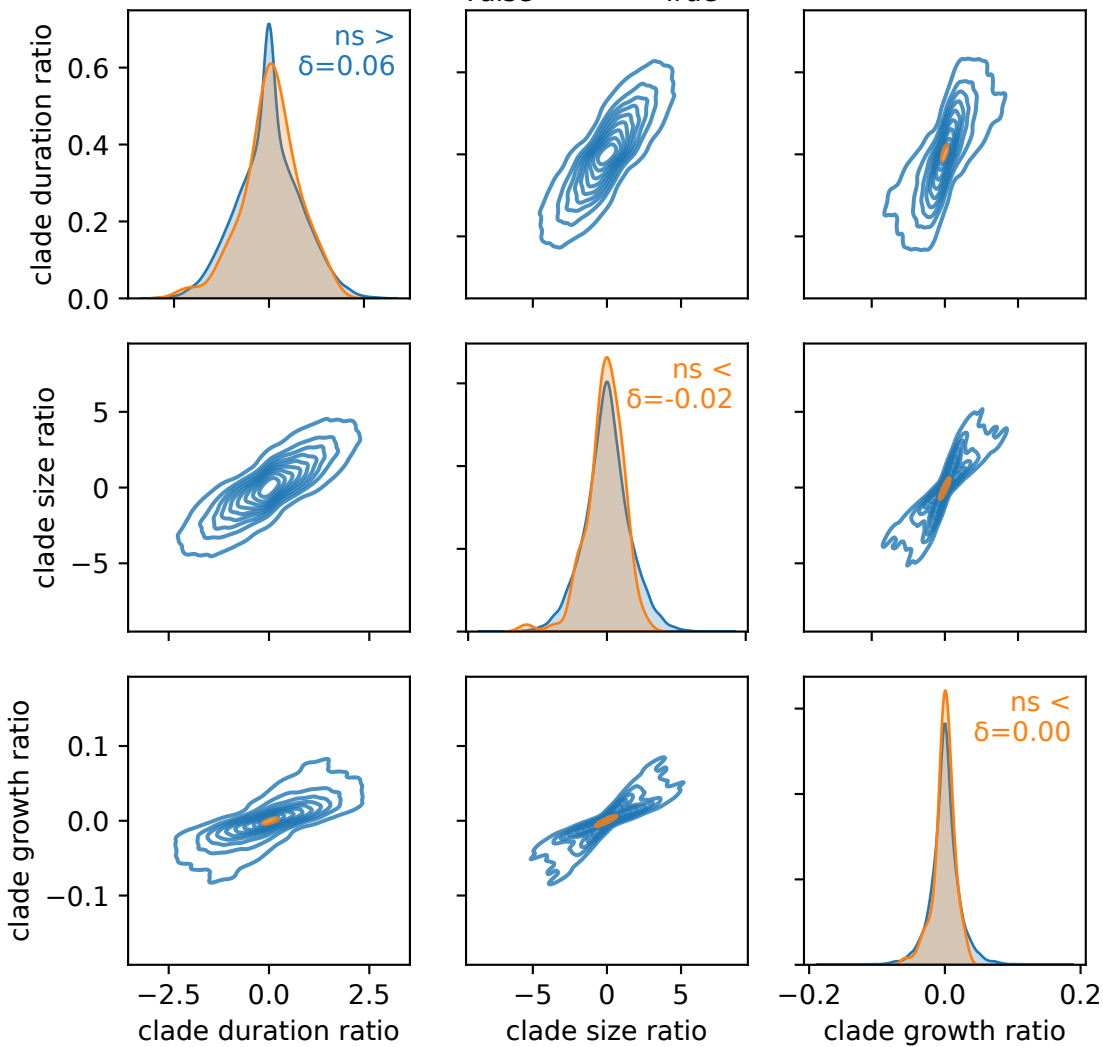 ns >
δ=0.06
clade duration ratio
0.6
0.4
0.2
0.0
ns <
δ=-0.02
clade size ratio
5
0
−5
−5
0
5
ns <
δ=0.00
clade growth ratio
0.1
0.0
−0.1
−2.5
0.0
2.5
−5
0
5
−0.2
0.0
0.2
clade duration ratio
clade size ratio
clade growth ratio